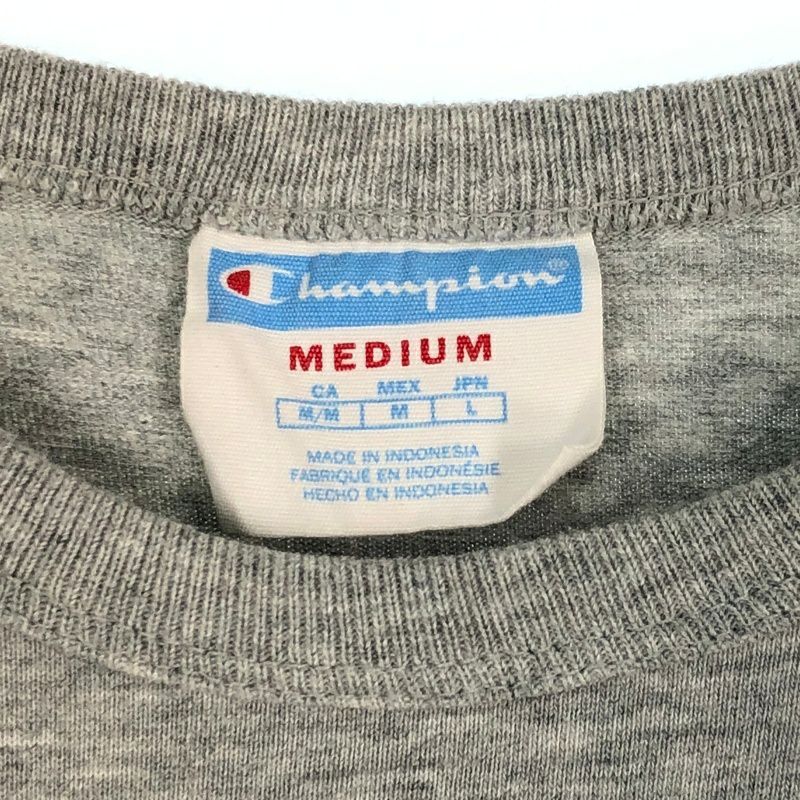 Champion®
MEDIUM
CA MEX JPN
M/M M L
MADE IN INDONESIA
FABRIQUÉ EN INDONÉSIE
HECHO EN INDONESIA